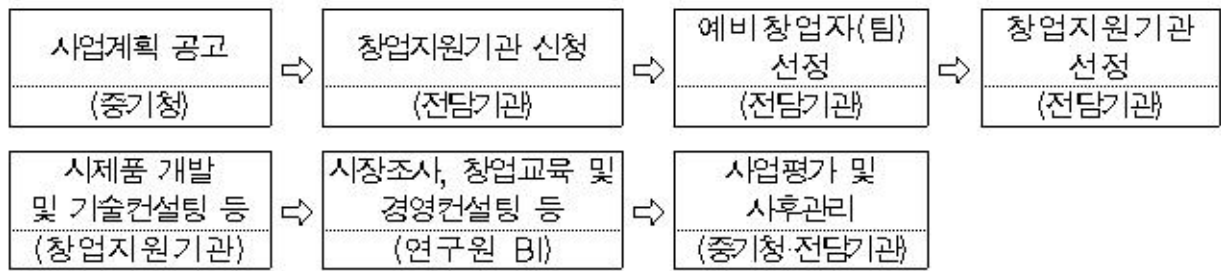 사업계획 공고
(중기청)
창업지원기관 신청
(전담기관)
예비창업자(팀)
선정
(전담기관)
창업지원기관
선정
(전담기관)
시제품 개발
및 기술컨설팅 등
(창업지원기관)
시장조사, 창업교육 및
경영컨설팅 등
(연구원 BI)
사업평가 및
사후관리
(중기청·전담기관)